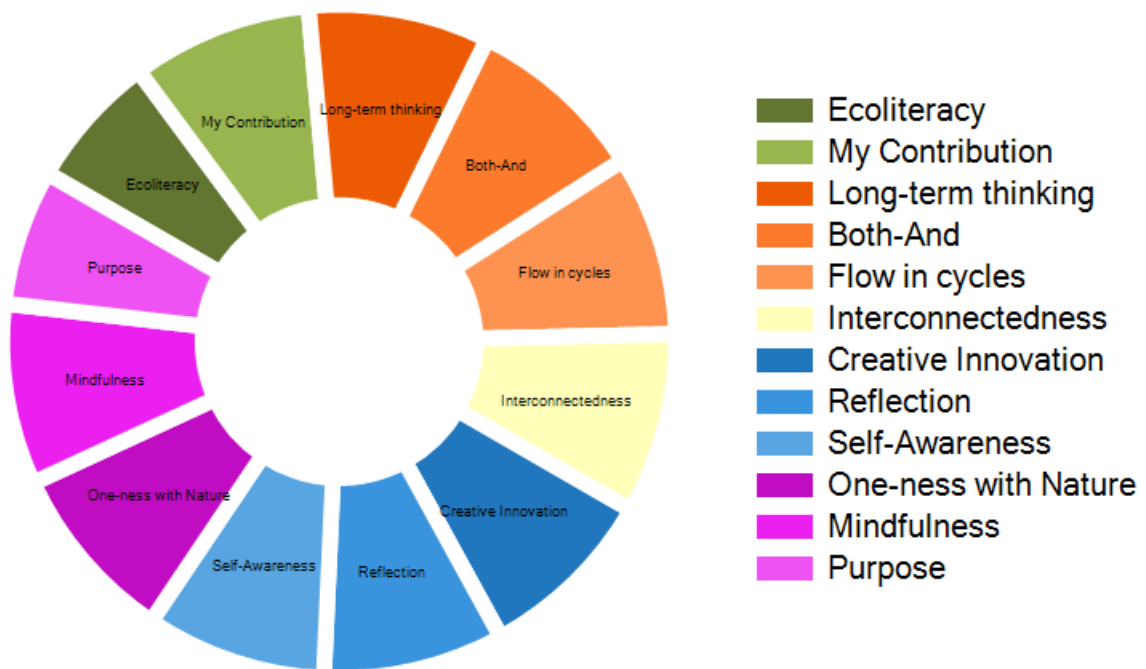 Long-term thinking
My Contribution
Both-And
Ecoliteracy
Purpose
Flow in cycles
Mindfulness
Interconnectedness
One-ness with Nature
Creative Innovation
Self-Awareness
Reflection
Ecoliteracy
My Contribution
Long-term thinking
Both-And
Flow in cycles
Interconnectedness
Creative Innovation
Reflection
Self-Awareness
One-ness with Nature
Mindfulness
Purpose